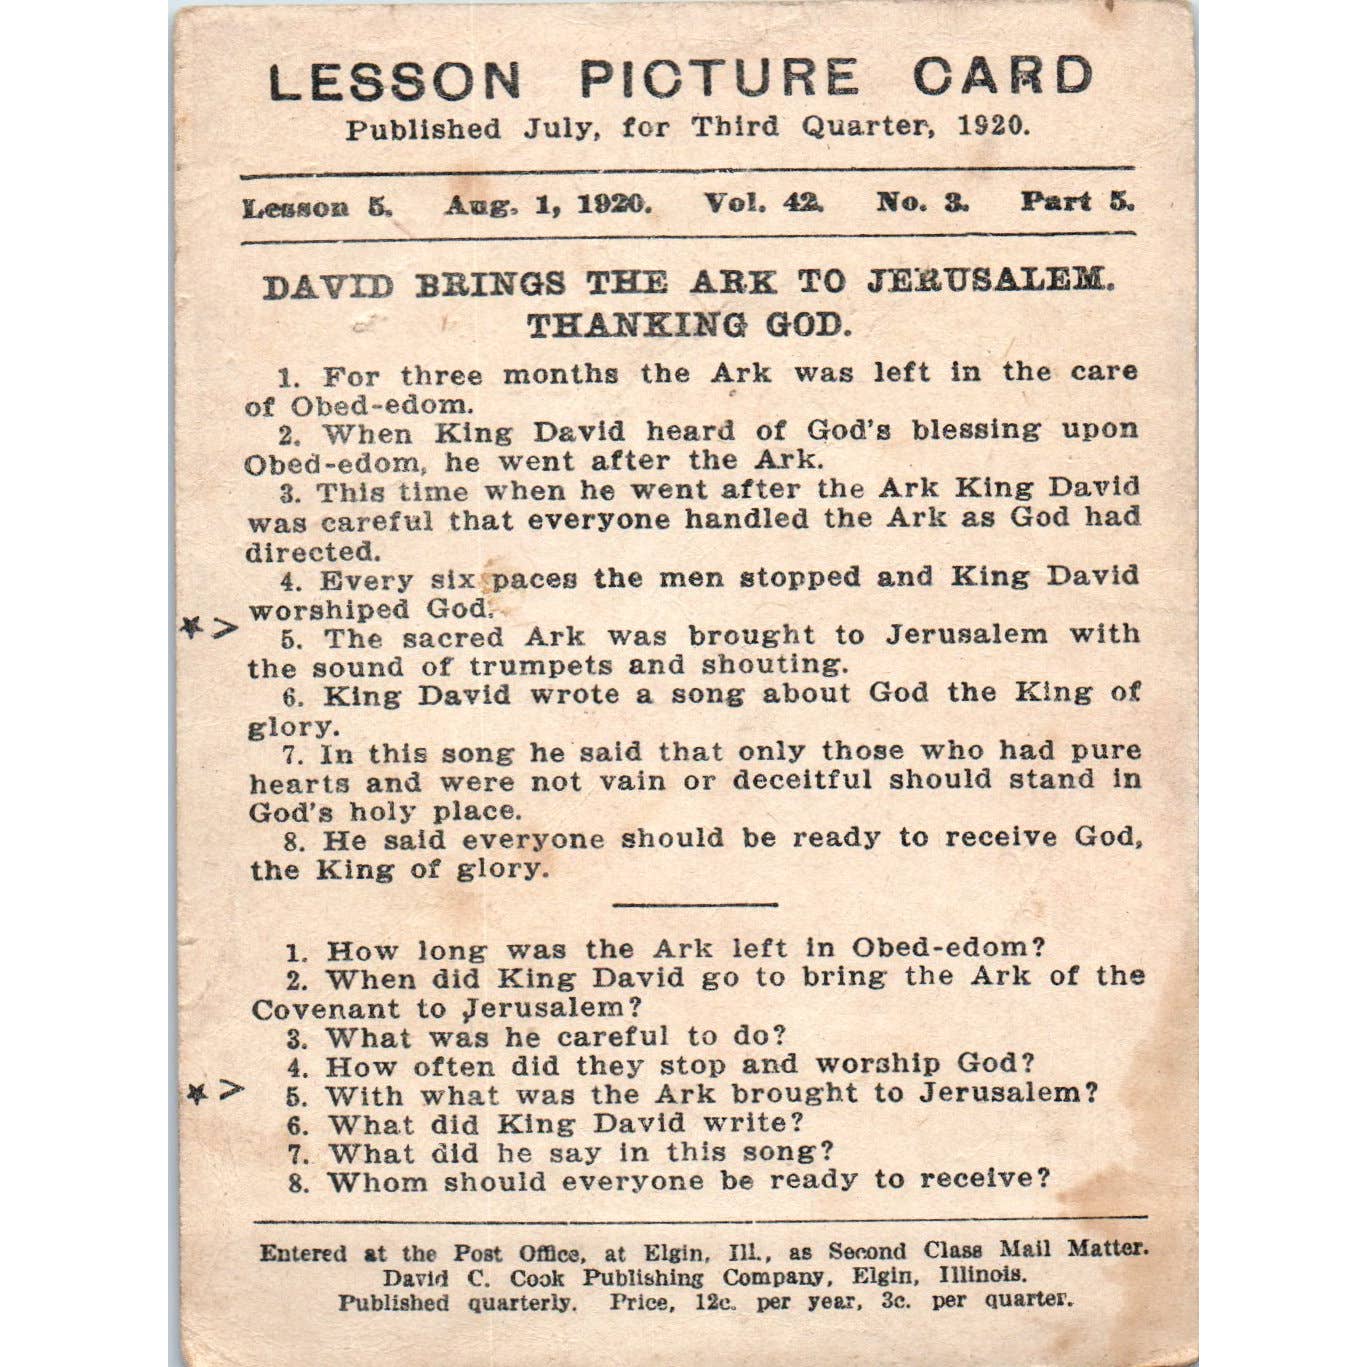 LESSON PICTURE CARD
Published July, for Third Quarter, 1920.
Lesson 5. Aug. 1, 1920. Vol. 42. No. 3. Part 5.
DAVID BRINGS THE ARK TO JERUSALEM.
THANKING GOD.
1. For three months the Ark was left in the care
of Obed-edom.
2. When King David heard of God's blessing upon
Obed-edom, he went after the Ark.
3. This time when he went after the Ark King David
was careful that everyone handled the Ark as God had
directed.
4. Every six paces the men stopped and King David
worshiped God.
5. The sacred Ark was brought to Jerusalem with
the sound of trumpets and shouting.
6. King David wrote a song about God the King of
glory.
7. In this song he said that only those who had pure
hearts and were not vain or deceitful should stand in
God's holy place.
8. He said everyone should be ready to receive God,
the King of glory.
1. How long was the Ark left in Obed-edom?
2. When did King David go to bring the Ark of the
Covenant to Jerusalem?
3. What was he careful to do?
4. How often did they stop and worship God?
5. With what was the Ark brought to Jerusalem?
6. What did King David write?
7. What did he say in this song?
8. Whom should everyone be ready to receive?
Entered at the Post Office, at Elgin, Ill., as Second Class Mail Matter.
David C. Cook Publishing Company, Elgin, Illinois.
Published quarterly. Price, 12c. per year, 3c. per quarter.